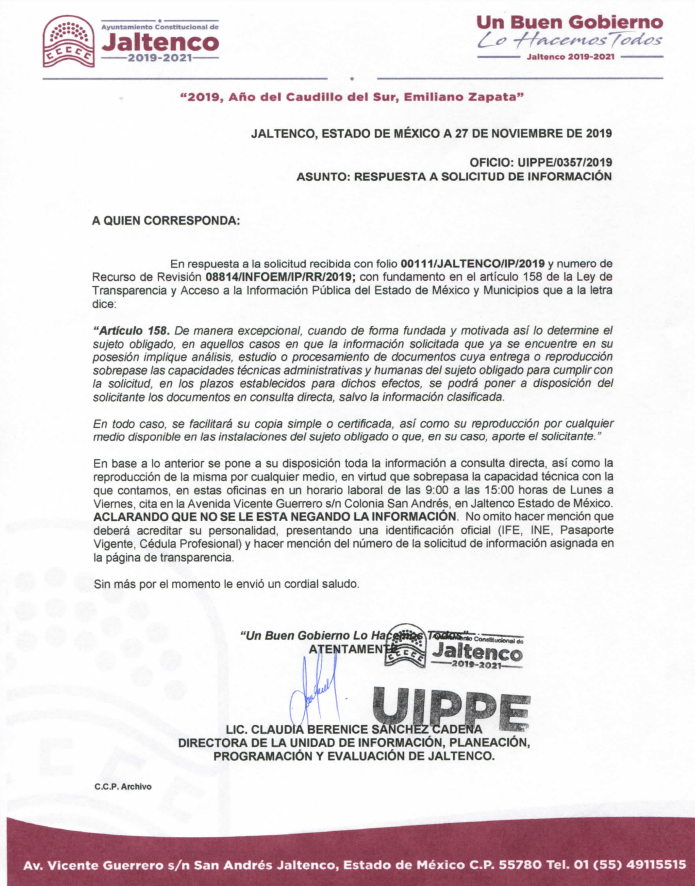 Ayuntamiento Constitucional de
Jaltenco
2019-2021
Un Buen Gobierno
Lo Hacemos Todos
Jaltenco 2019-2021
"2019, Año del Caudillo del Sur, Emiliano Zapata"
JALTENCO, ESTADO DE MÉXICO A 27 DE NOVIEMBRE DE 2019
OFICIO: UIPPE/0357/2019
ASUNTO: RESPUESTA A SOLICITUD DE INFORMACIÓN
A QUIEN CORRESPONDA:
En respuesta a la solicitud recibida con folio 00111/JALTENCO/IP/2019 y numero de
Recurso de Revisión 08814/INFOEM/IP/RR/2019; con fundamento en el artículo 158 de la Ley de
Transparencia y Acceso a la Información Pública del Estado de México y Municipios que a la letra
dice:
"Artículo 158. De manera excepcional, cuando de forma fundada y motivada así lo determine el
sujeto obligado, en aquellos casos en que la información solicitada que ya se encuentre en su
posesión implique análisis, estudio o procesamiento de documentos cuya entrega o reproducción
sobrepase las capacidades técnicas administrativas y humanas del sujeto obligado para cumplir con
la solicitud, en los plazos establecidos para dichos efectos, se podrá poner a disposición del
solicitante los documentos en consulta directa, salvo la información clasificada.
En todo caso, se facilitará su copia simple o certificada, así como su reproducción por cualquier
medio disponible en las instalaciones del sujeto obligado o que, en su caso, aporte el solicitante."
En base a lo anterior se pone a su disposición toda la información a consulta directa, así como la
reproducción de la misma por cualquier medio, en virtud que sobrepasa la capacidad técnica con la
que contamos, en estas oficinas en un horario laboral de las 9:00 a las 15:00 horas de Lunes a
Viernes, cita en la Avenida Vicente Guerrero s/n Colonia San Andrés, en Jaltenco Estado de México.
ACLARANDO QUE NO SE LE ESTA NEGANDO LA INFORMACIÓN. No omito hacer mención que
deberá acreditar su personalidad, presentando una identificación oficial (IFE, INE, Pasaporte
Vigente, Cédula Profesional) y hacer mención del número de la solicitud de información asignada en
la página de transparencia.
Sin más por el momento le envió un cordial saludo.
"Un Buen Gobierno Lo Hacemos Todos"
ATENTAMENTE
Ayuntamiento Constitucional de
Jaltenco
2019-2021
UIPPE
LIC. CLAUDIA BERENICE SANCHEZ CADENA
DIRECTORA DE LA UNIDAD DE INFORMACIÓN, PLANEACIÓN,
PROGRAMACIÓN Y EVALUACIÓN DE JALTENCO.
C.C.P. Archivo
Av. Vicente Guerrero s/n San Andrés Jaltenco, Estado de México C.P. 55780 Tel. 01 (55) 49115515